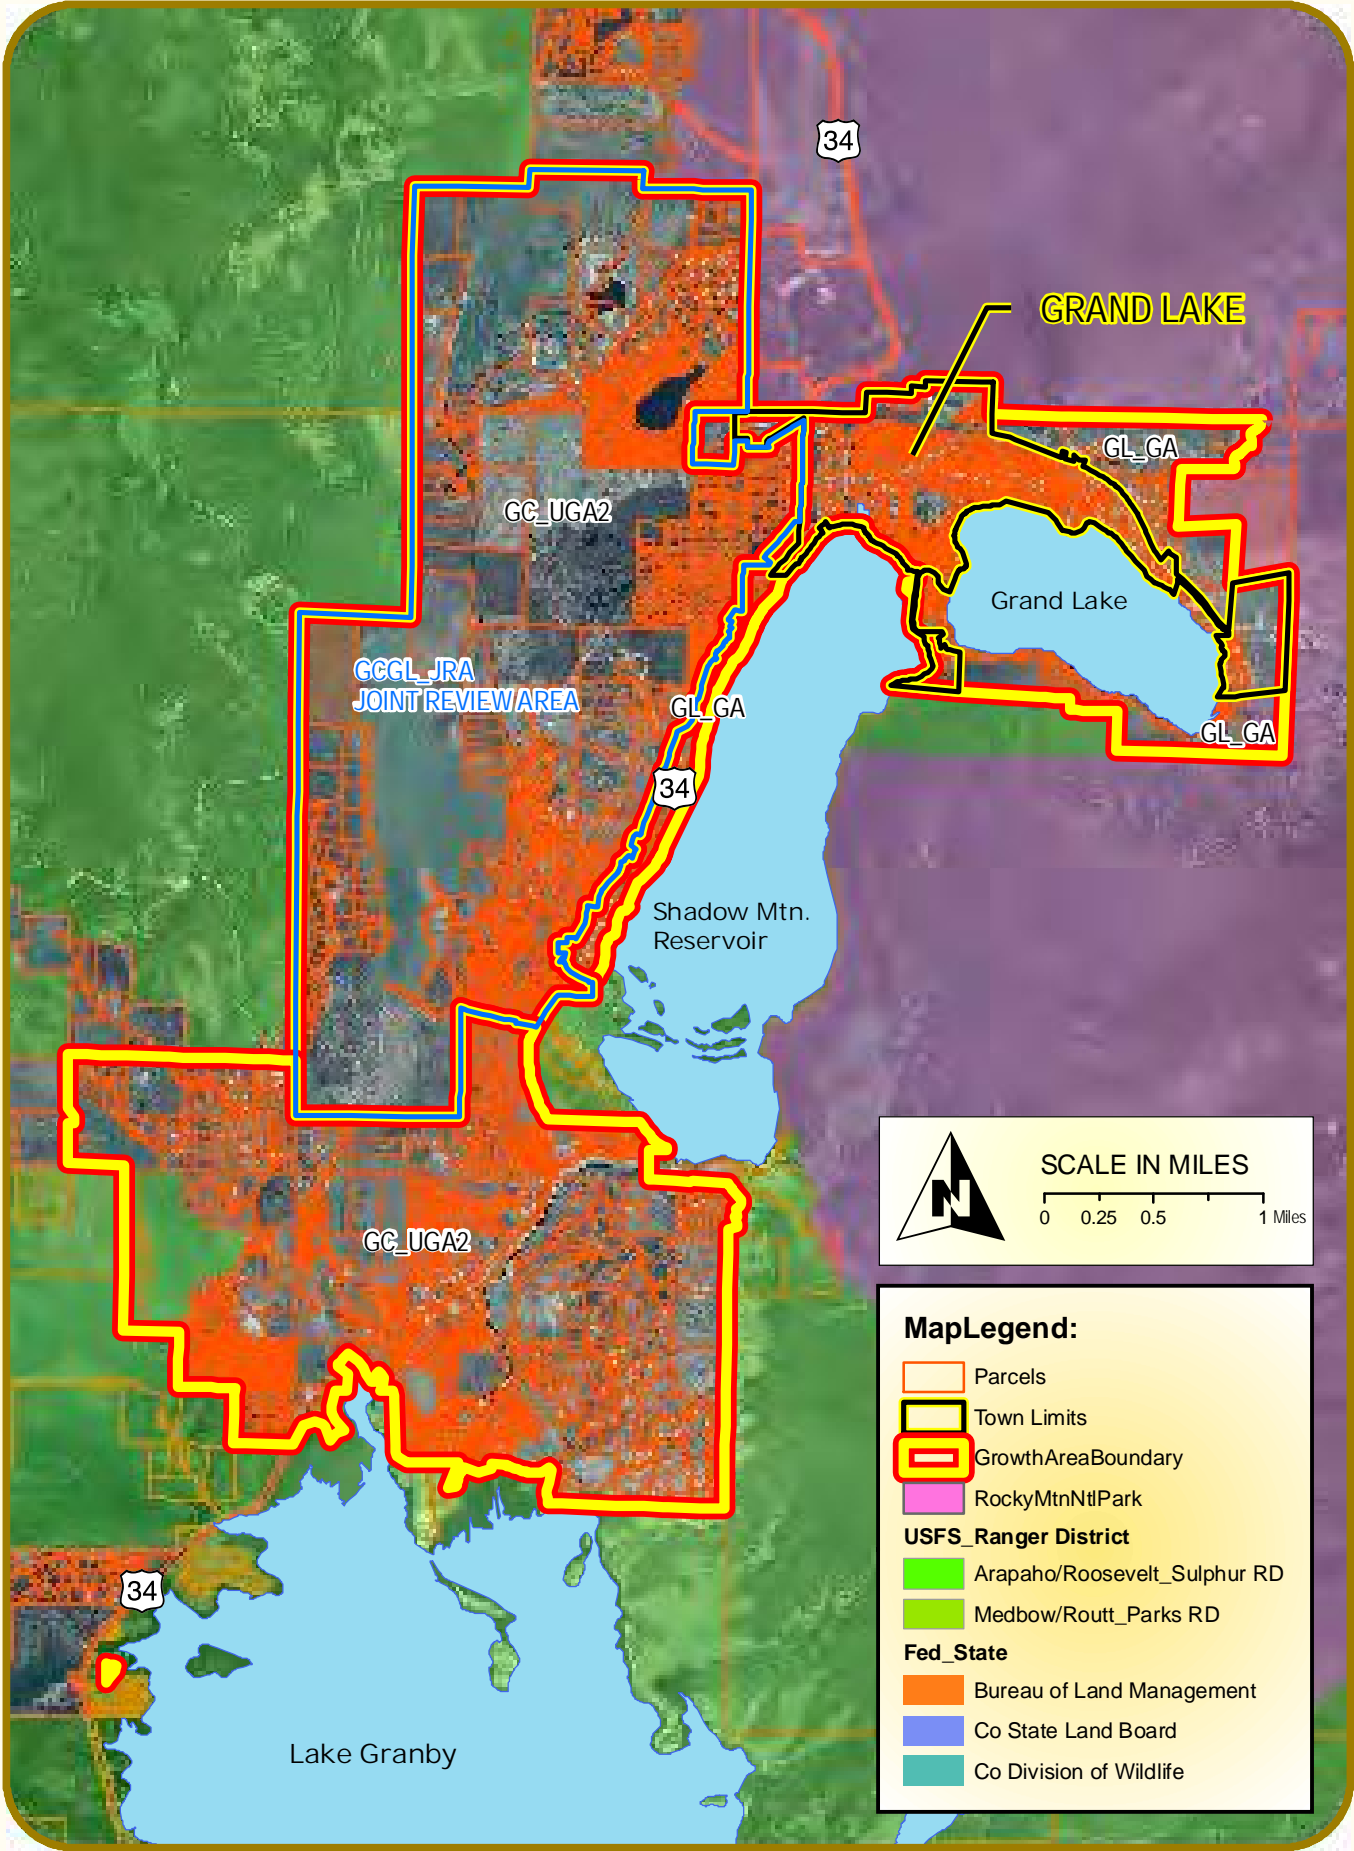 34
GRAND LAKE
GL_GA
GC_UGA2
Grand Lake
GCGL_JRA
JOINT REVIEW AREA
GL_GA
GL_GA
34
Shadow Mtn.
Reservoir
N
SCALE IN MILES
0 0.25 0.5 1 Miles
GC_UGA2
MapLegend:
Parcels
Town Limits
GrowthAreaBoundary
RockyMtnNtlPark
USFS_Ranger District
Arapaho/Roosevelt_Sulphur RD
Medbow/Routt_Parks RD
Fed_State
Bureau of Land Management
Co State Land Board
Co Division of Wildlife
34
Lake Granby